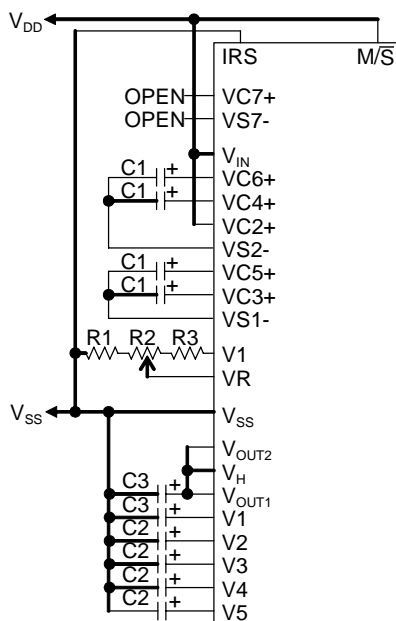 VDD
IRS M/S̅
OPEN VC7+
OPEN VS7-
VIN
C1 + VC6+
C1 + VC4+
VC2+
VS2-
C1 + VC5+
C1 + VC3+
VS1-
R1 R2 R3 V1
VR
VSS VSS
VOUT2
VH
C3 + VOUT1
C3 + V1
C2 + V2
C2 + V3
C2 + V4
C2 + V5